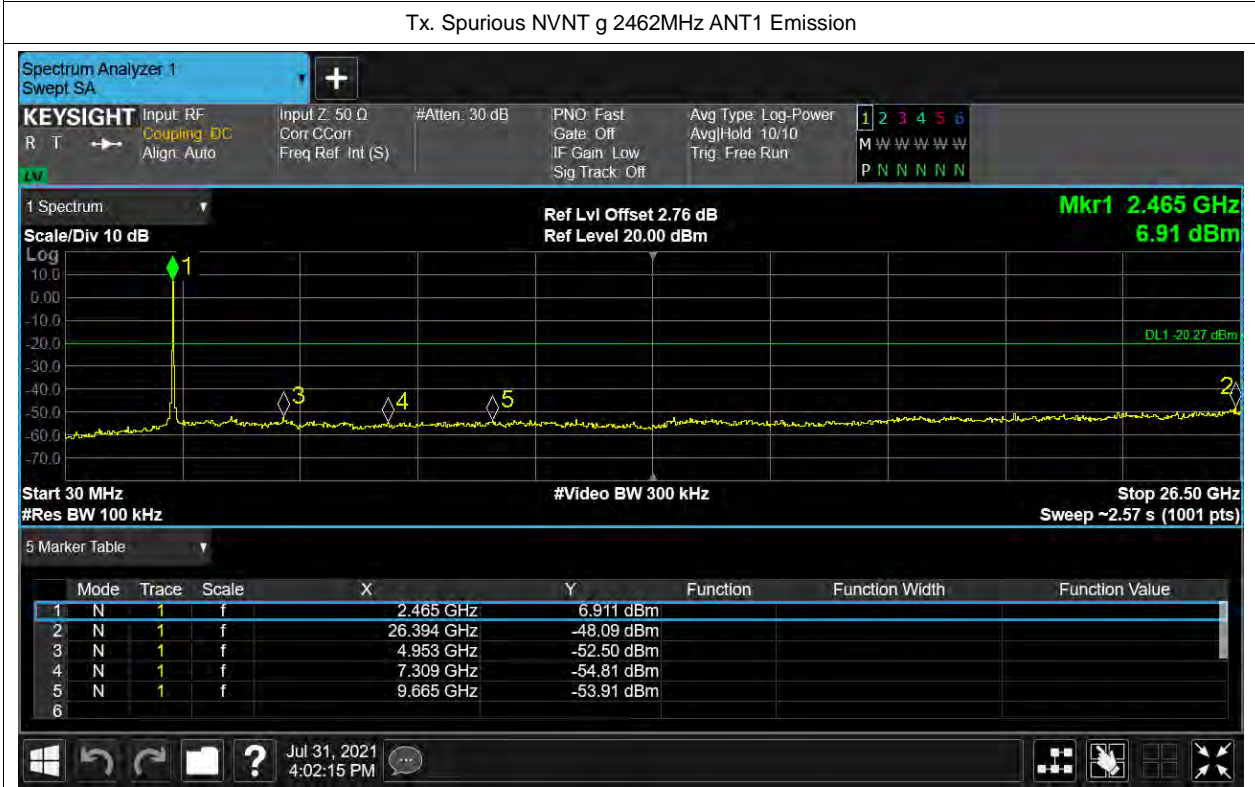 Tx. Spurious NVNT g 2462MHz ANT1 Emission
Spectrum Analyzer 1
Swept SA
+
KEYSIGHT
R T
Input: RF
Coupling: DC
Align: Auto
Input Z: 50 Ω
Corr CCorr
Freq Ref: Int (S)
#Atten: 30 dB
PNO: Fast
Gate: Off
IF Gain: Low
Sig Track: Off
Avg Type: Log-Power
Avg|Hold: 10/10
Trig: Free Run
1 2 3 4 5 6
M W W W W W
P N N N N N
1 Spectrum
Scale/Div 10 dB
Ref Lvl Offset 2.76 dB
Ref Level 20.00 dBm
Mkr1 2.465 GHz
6.91 dBm
Log
10.0
0.00
-10.0
-20.0
-30.0
-40.0
-50.0
-60.0
-70.0
1
3
4
5
2
DL1 -20.27 dBm
Start 30 MHz
#Res BW 100 kHz
#Video BW 300 kHz
Stop 26.50 GHz
Sweep ~2.57 s (1001 pts)
5 Marker Table
Mode Trace Scale X Y Function Function Width Function Value
1 N 1 f 2.465 GHz 6.911 dBm
2 N 1 f 26.394 GHz -48.09 dBm
3 N 1 f 4.953 GHz -52.50 dBm
4 N 1 f 7.309 GHz -54.81 dBm
5 N 1 f 9.665 GHz -53.91 dBm
6
?
Jul 31, 2021
4:02:15 PM